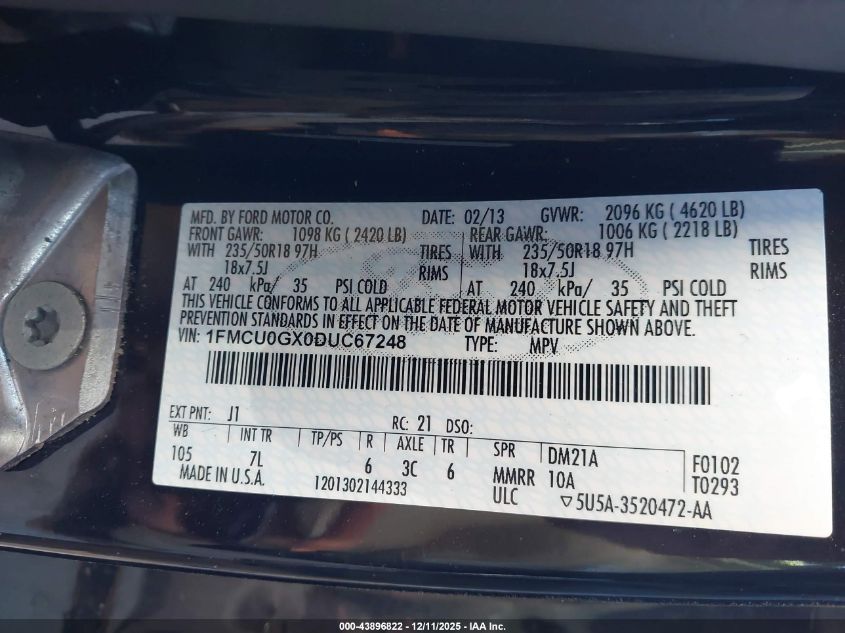 MFD. BY FORD MOTOR CO. DATE: 02/13 GVWR: 2096 KG ( 4620 LB)
FRONT GAWR: 1098 KG ( 2420 LB) REAR GAWR: 1006 KG ( 2218 LB)
WITH 235/50R18 97H TIRES WITH 235/50R18 97H TIRES
18x7.5J RIMS 18x7.5J RIMS
AT 240 kPa/ 35 PSI COLD AT 240 kPa/ 35 PSI COLD
THIS VEHICLE CONFORMS TO ALL APPLICABLE FEDERAL MOTOR VEHICLE SAFETY AND THEFT
PREVENTION STANDARDS IN EFFECT ON THE DATE OF MANUFACTURE SHOWN ABOVE.
VIN: 1FMCU0GX0DUC67248 TYPE: MPV
EXT PNT: J1 RC: 21 DSO:
WB INT TR TP/PS R AXLE TR SPR DM21A F0102
105 7L 6 3C 6 MMRR 10A T0293
MADE IN U.S.A. 1201302144333 ULC ▽5U5A-3520472-AA
000-43896822 - 12/11/2025 - IAA Inc.